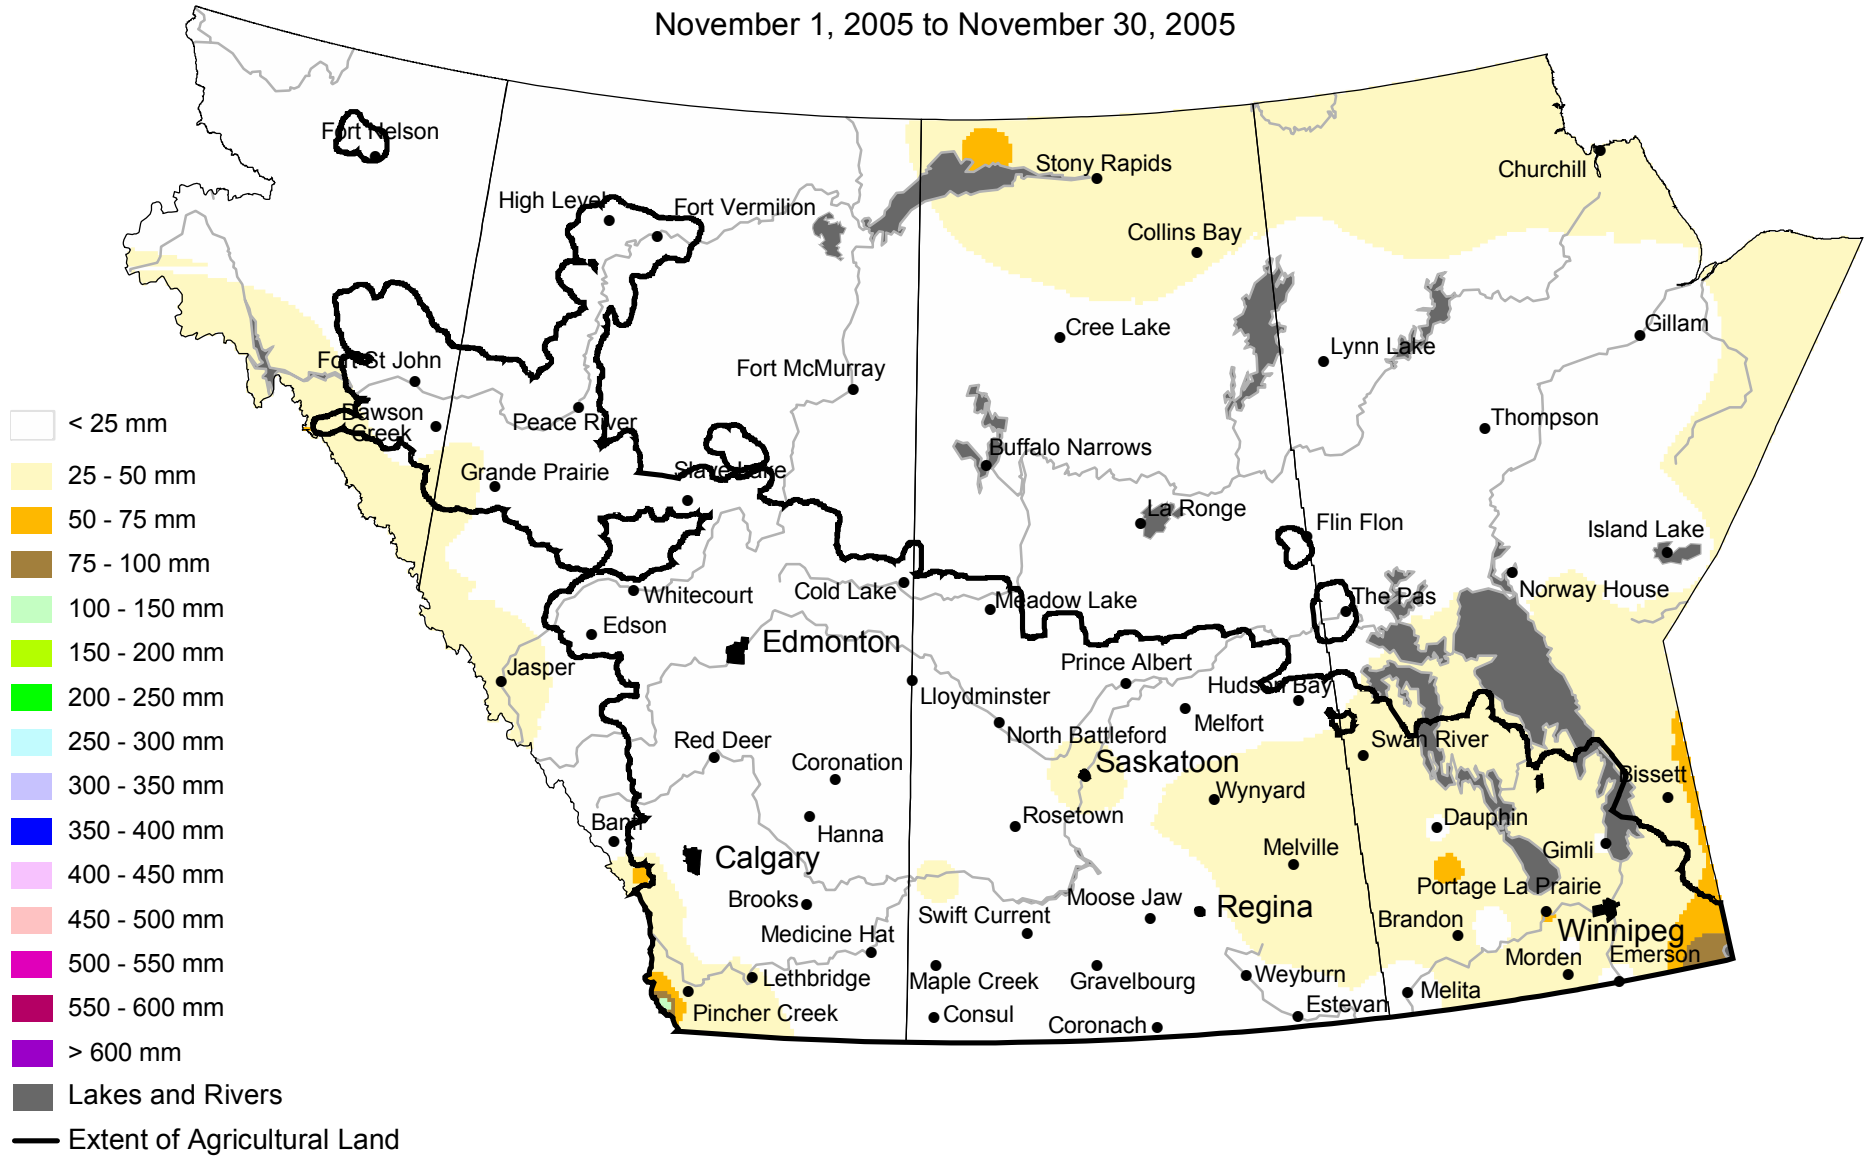 November 1, 2005 to November 30, 2005
Fort Nelson
Stony Rapids
Churchill
High Level
Fort Vermilion
Collins Bay
Cree Lake
Gillam
Lynn Lake
Fort St John
Fort McMurray
Dawson
Creek
Peace River
Thompson
Buffalo Narrows
Grande Prairie
Slave Lake
La Ronge
Flin Flon
Island Lake
Whitecourt
Cold Lake
Meadow Lake
The Pas
Norway House
Edson
Edmonton
Jasper
Prince Albert
Lloydminster
Hudson Bay
Melfort
North Battleford
Red Deer
Swan River
Coronation
Saskatoon
Bissett
Wynyard
Rosetown
Dauphin
Banff
Hanna
Calgary
Melville
Gimli
Portage La Prairie
Brooks
Moose Jaw
Swift Current
Regina
Brandon
Winnipeg
Medicine Hat
Morden
Emerson
Lethbridge
Maple Creek
Gravelbourg
Weyburn
Melita
Pincher Creek
Consul
Estevan
Coronach
< 25 mm
25 - 50 mm
50 - 75 mm
75 - 100 mm
100 - 150 mm
150 - 200 mm
200 - 250 mm
250 - 300 mm
300 - 350 mm
350 - 400 mm
400 - 450 mm
450 - 500 mm
500 - 550 mm
550 - 600 mm
> 600 mm
Lakes and Rivers
Extent of Agricultural Land